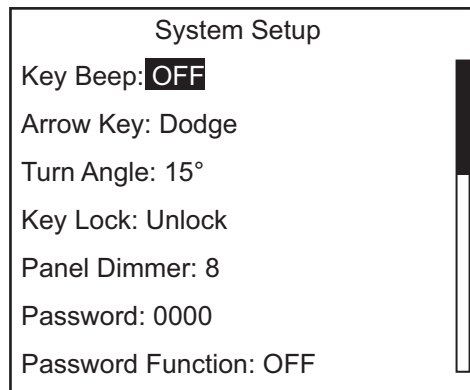 System Setup
Key Beep: OFF
Arrow Key: Dodge
Turn Angle: 15°
Key Lock: Unlock
Panel Dimmer: 8
Password: 0000
Password Function: OFF